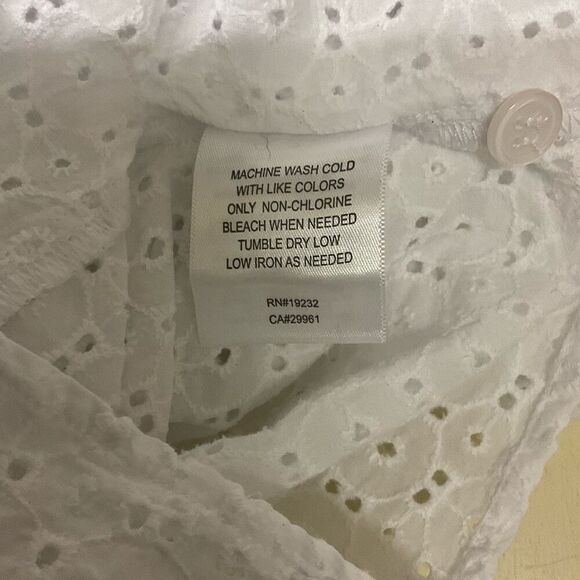 MACHINE WASH COLD
WITH LIKE COLORS
ONLY NON-CHLORINE
BLEACH WHEN NEEDED
TUMBLE DRY LOW
LOW IRON AS NEEDED
RN#19232
CA#29961